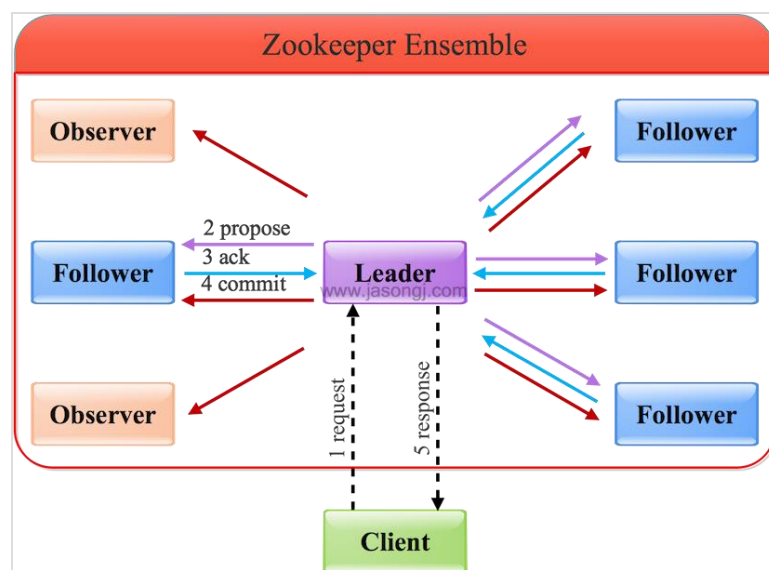 Zookeeper Ensemble
Observer
Follower
2 propose
3 ack
4 commit
Follower
Leader
www.jasongj.com
Follower
Observer
1 request
5 response
Follower
Client